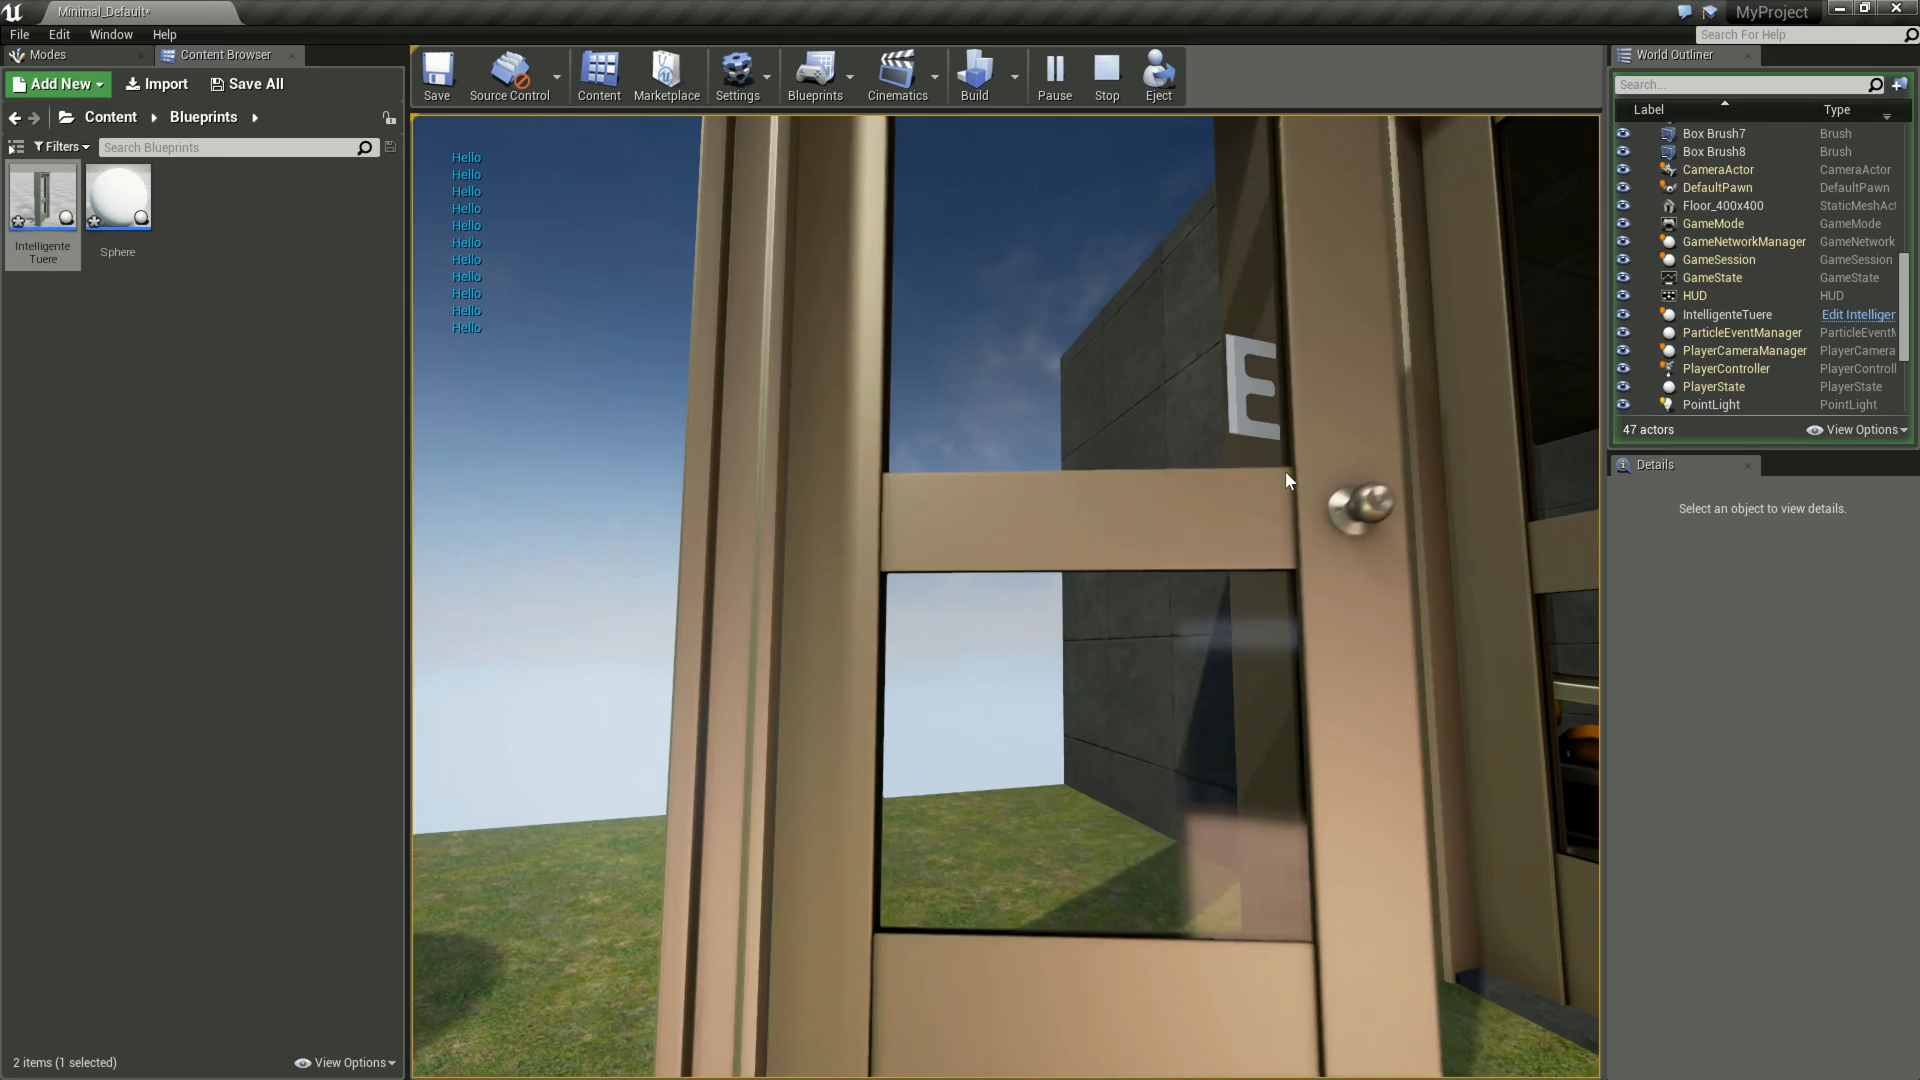 Minimal_Default*
MyProject
File Edit Window Help
Search For Help
Modes
Content Browser
Add New
Import
Save All
Content
Blueprints
Filters
Search Blueprints
Intelligente
Tuere
Sphere
2 items (1 selected)
View Options
Save
Source Control
Content
Marketplace
Settings
Blueprints
Cinematics
Build
Pause
Stop
Eject
Hello
Hello
Hello
Hello
Hello
Hello
Hello
Hello
Hello
Hello
Hello
E
World Outliner
Search...
Label Type
Box Brush7 Brush
Box Brush8 Brush
CameraActor CameraActor
DefaultPawn DefaultPawn
Floor_400x400 StaticMeshAct
GameMode GameMode
GameNetworkManager GameNetwork
GameSession GameSession
GameState GameState
HUD HUD
IntelligenteTuere Edit Intelliger
ParticleEventManager ParticleEventM
PlayerCameraManager PlayerCamera
PlayerController PlayerControll
PlayerState PlayerState
PointLight PointLight
47 actors
View Options
Details
Select an object to view details.